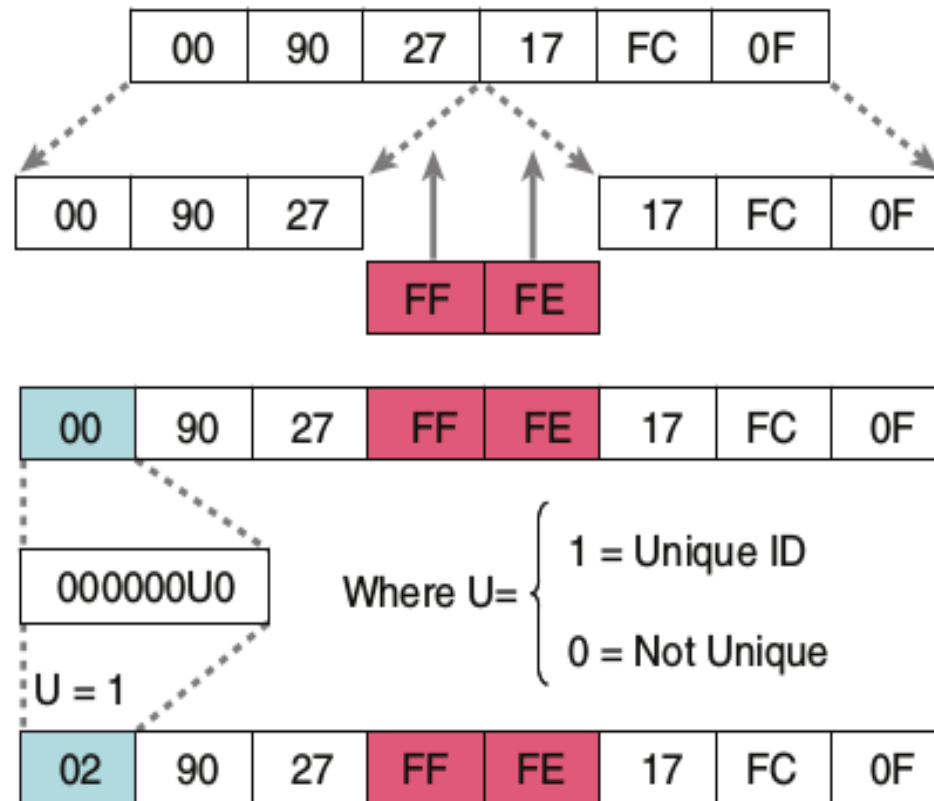 00 90 27 17 FC 0F
00 90 27 17 FC 0F
FF FE
00 90 27 FF FE 17 FC 0F
1 = Unique ID
000000U0 Where U=
0 = Not Unique
U = 1
02 90 27 FF FE 17 FC 0F